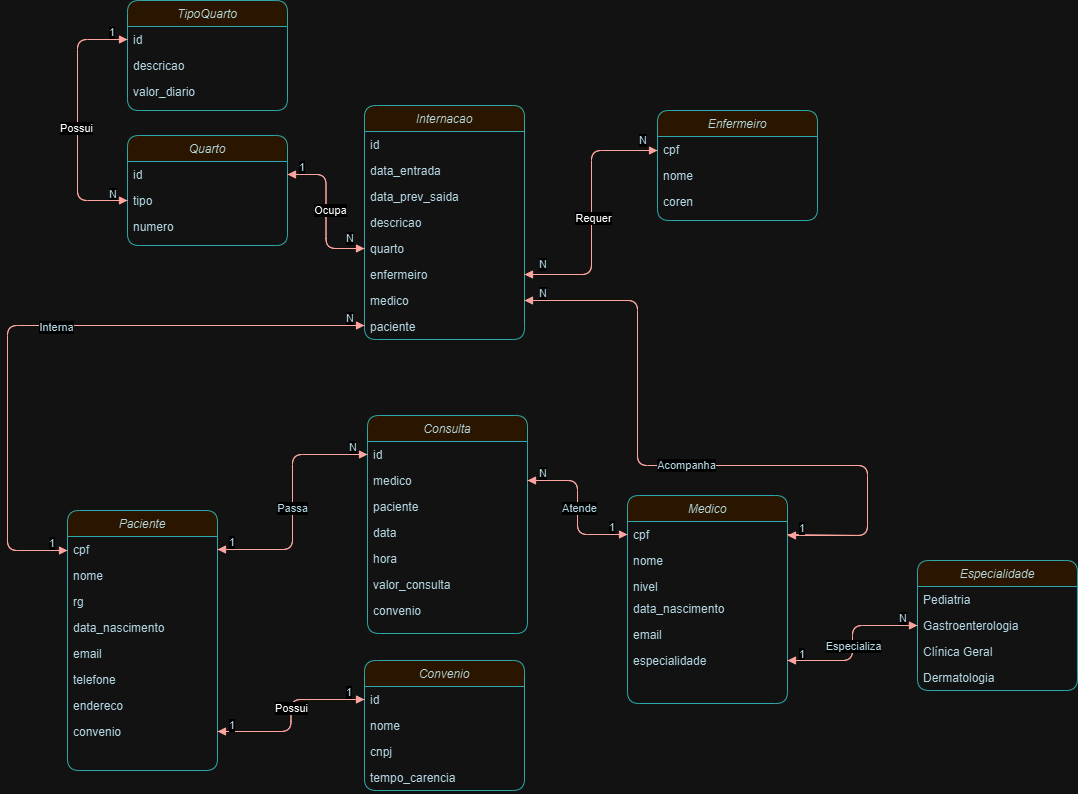 TipoQuarto
1
id
descricao
valor_diario
Possui
Quarto
id
N
tipo
numero
1
Ocupa
N
Internacao
id
data_entrada
data_prev_saida
descricao
quarto
enfermeiro
medico
paciente
N
N
N
Requer
N
Enfermeiro
cpf
nome
coren
Interna
Acompanha
Consulta
N
id
medico
paciente
data
hora
valor_consulta
convenio
Passa
N
Atende
1
Medico
cpf
nome
nivel
data_nascimento
email
especialidade
1
1
Especializa
N
Especialidade
Pediatria
Gastroenterologia
Clínica Geral
Dermatologia
Paciente
1
cpf
nome
rg
data_nascimento
email
telefone
endereco
convenio
1
1
Possui
1
Convenio
id
nome
cnpj
tempo_carencia